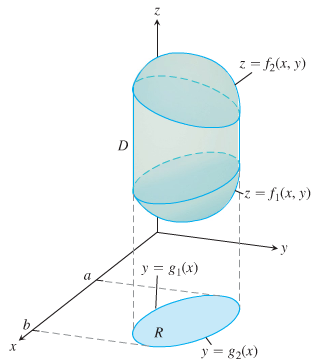 z
z = f₂(x, y)
D
z = f₁(x, y)
y
y = g₁(x)
a
b
x
R
y = g₂(x)